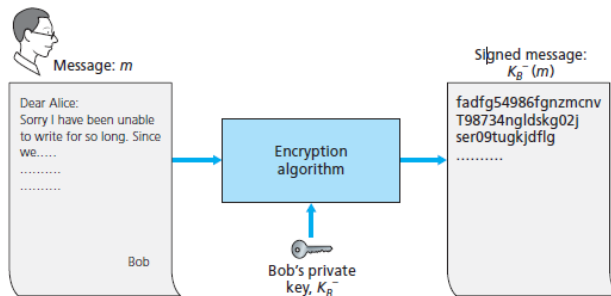 Message: m
Dear Alice:
Sorry I have been unable
to write for so long. Since
we.....
..........
..........
Bob
Encryption
algorithm
Bob's private
key, K_B^-
Signed message:
K_B^- (m)
fadfg54986fgnzmcnv
T98734ngldskg02j
ser09tugkjdflg
..........